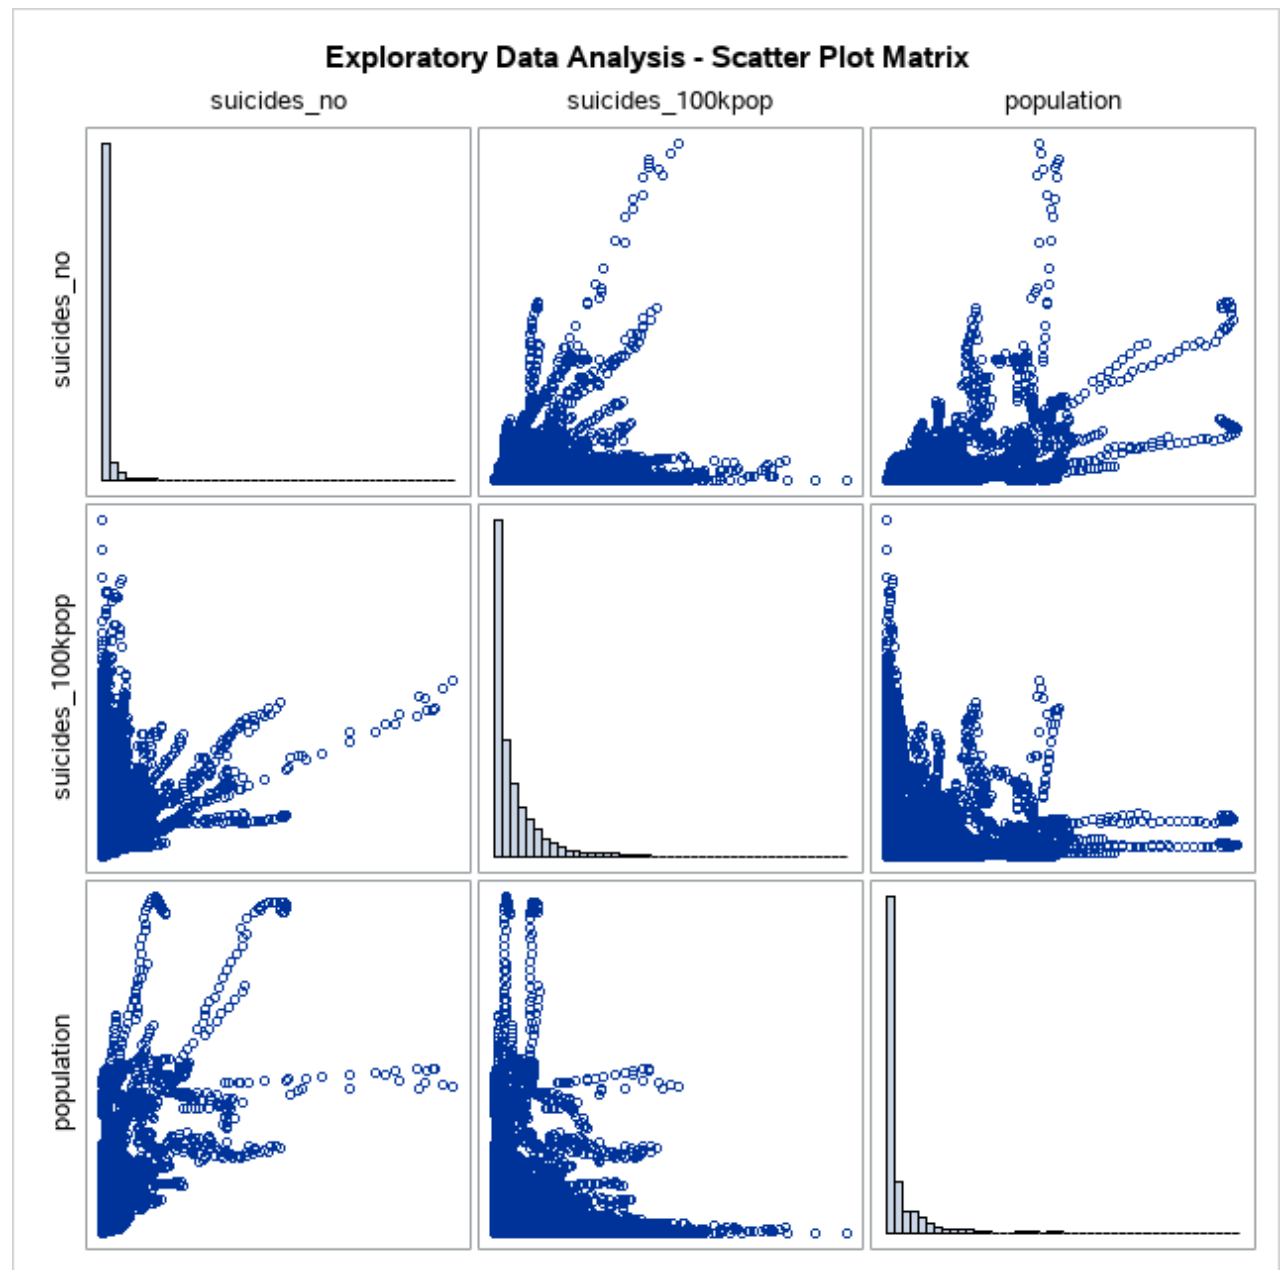 Exploratory Data Analysis - Scatter Plot Matrix
suicides_no
suicides_100kpop
population
suicides_no
suicides_100kpop
population